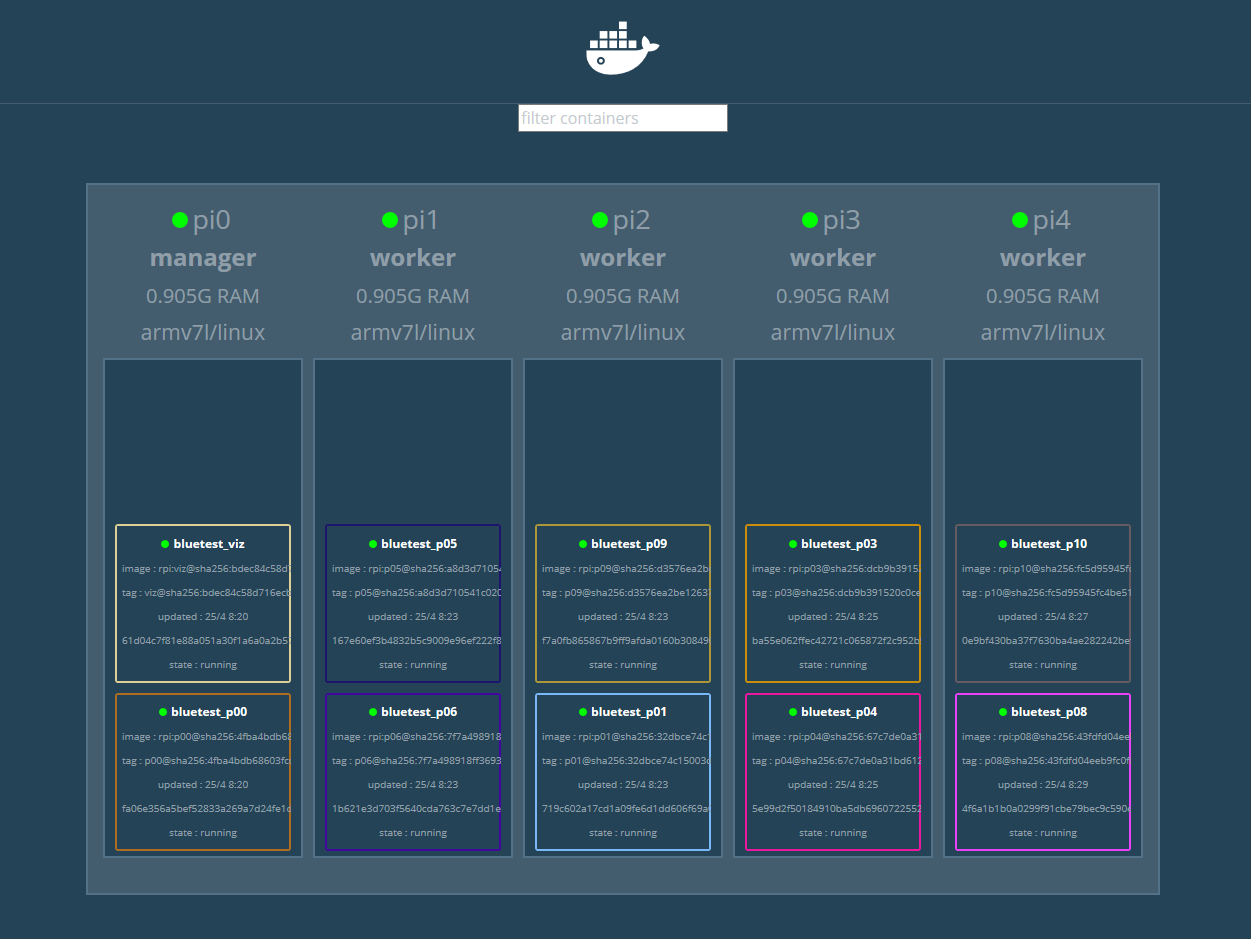 filter containers
pi0
manager
0.905G RAM
armv7l/linux
bluetest_viz
image : rpi:viz@sha256:bdec84c58d
tag : viz@sha256:bdec84c58d716ecb
updated : 25/4 8:20
61d04c7f81e88a051a30f1a6a0a2b5
state : running
bluetest_p00
image : rpi:p00@sha256:4fba4bdb68
tag : p00@sha256:4fba4bdb68603fc
updated : 25/4 8:20
fa06e356a5bef52833a269a7d24fe1c
state : running
pi1
worker
0.905G RAM
armv7l/linux
bluetest_p05
image : rpi:p05@sha256:a8d3d71054
tag : p05@sha256:a8d3d710541c020
updated : 25/4 8:23
167e60ef3b4832b5c9009e96ef222f8
state : running
bluetest_p06
image : rpi:p06@sha256:7f7a498918
tag : p06@sha256:7f7a498918ff3693
updated : 25/4 8:23
1b621e3d703f5640cda763c7e7dd1e
state : running
pi2
worker
0.905G RAM
armv7l/linux
bluetest_p09
image : rpi:p09@sha256:d3576ea2b
tag : p09@sha256:d3576ea2be1263
updated : 25/4 8:23
f7a0fb865867b9ff9afda0160b30849
state : running
bluetest_p01
image : rpi:p01@sha256:32dbce74c
tag : p01@sha256:32dbce74c15003c
updated : 25/4 8:23
719c602a17cd1a09fe6d1dd606f69a
state : running
pi3
worker
0.905G RAM
armv7l/linux
bluetest_p03
image : rpi:p03@sha256:dcb9b3915
tag : p03@sha256:dcb9b391520c0ce
updated : 25/4 8:25
ba55e062ffec42721c065872f2c952b
state : running
bluetest_p04
image : rpi:p04@sha256:67c7de0a31
tag : p04@sha256:67c7de0a31bd612
updated : 25/4 8:25
5e99d2f50184910ba5db6960722552
state : running
pi4
worker
0.905G RAM
armv7l/linux
bluetest_p10
image : rpi:p10@sha256:fc5d95945f
tag : p10@sha256:fc5d95945fc4be51
updated : 25/4 8:27
0e9bf430ba37f7630ba4ae282242be
state : running
bluetest_p08
image : rpi:p08@sha256:43fdfd04ee
tag : p08@sha256:43fdfd04eeb9fc0f
updated : 25/4 8:29
4f6a1b1b0a0299f91cbe79bec9c590
state : running